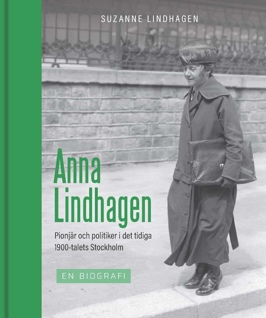 SUZANNE LINDHAGEN
Anna
Lindhagen
Pionjär och politiker i det tidiga
1900-talets Stockholm
EN BIOGRAFI